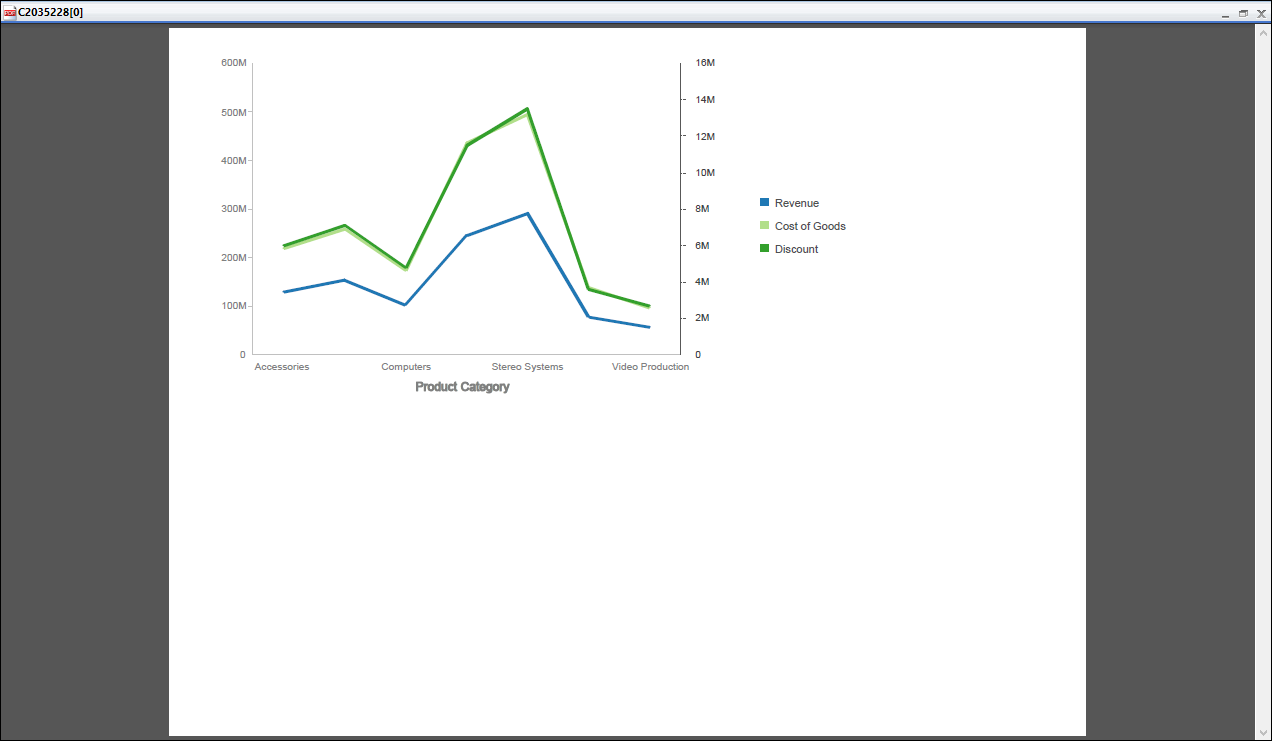 C2035228[0]
600M
500M
400M
300M
200M
100M
0
16M
14M
12M
10M
8M
6M
4M
2M
0
Accessories Computers Stereo Systems Video Production
Product Category
Revenue
Cost of Goods
Discount